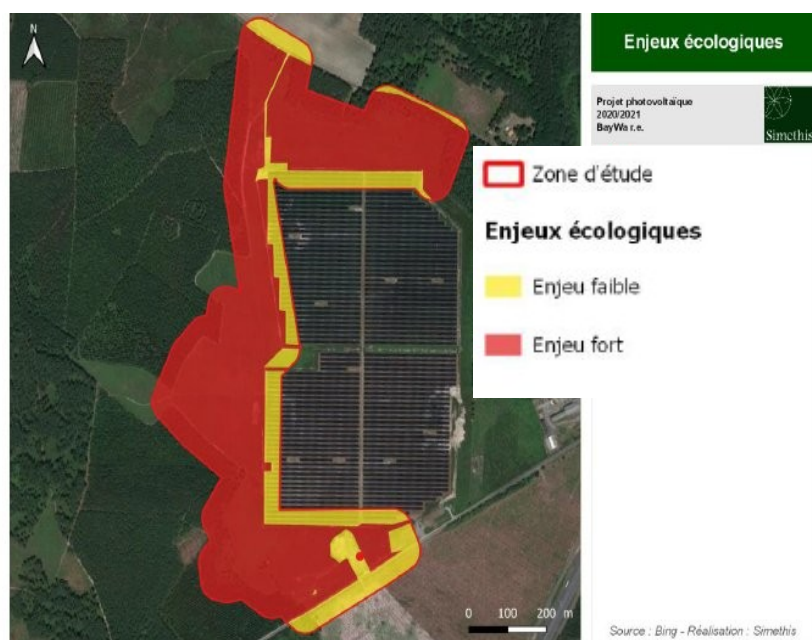 N
Enjeux écologiques
Projet photovoltaïque
2020/2021
BayWa r.e.
Simethis
Zone d'étude
Enjeux écologiques
Enjeu faible
Enjeu fort
0 100 200 m
Source : Bing - Réalisation : Simethis